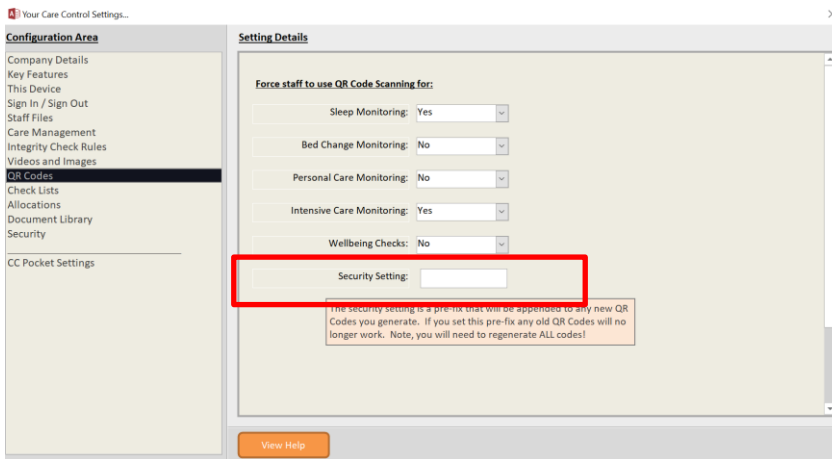 Your Care Control Settings...
Configuration Area
Company Details
Key Features
This Device
Sign In / Sign Out
Staff Files
Care Management
Integrity Check Rules
Videos and Images
QR Codes
Check Lists
Allocations
Document Library
Security
CC Pocket Settings
Setting Details
Force staff to use QR Code Scanning for:
Sleep Monitoring: Yes
Bed Change Monitoring: No
Personal Care Monitoring: No
Intensive Care Monitoring: Yes
Wellbeing Checks: No
Security Setting:
The security setting is a pre-fix that will be appended to any new QR
Codes you generate. If you set this pre-fix any old QR Codes will no
longer work. Note, you will need to regenerate ALL codes!
View Help